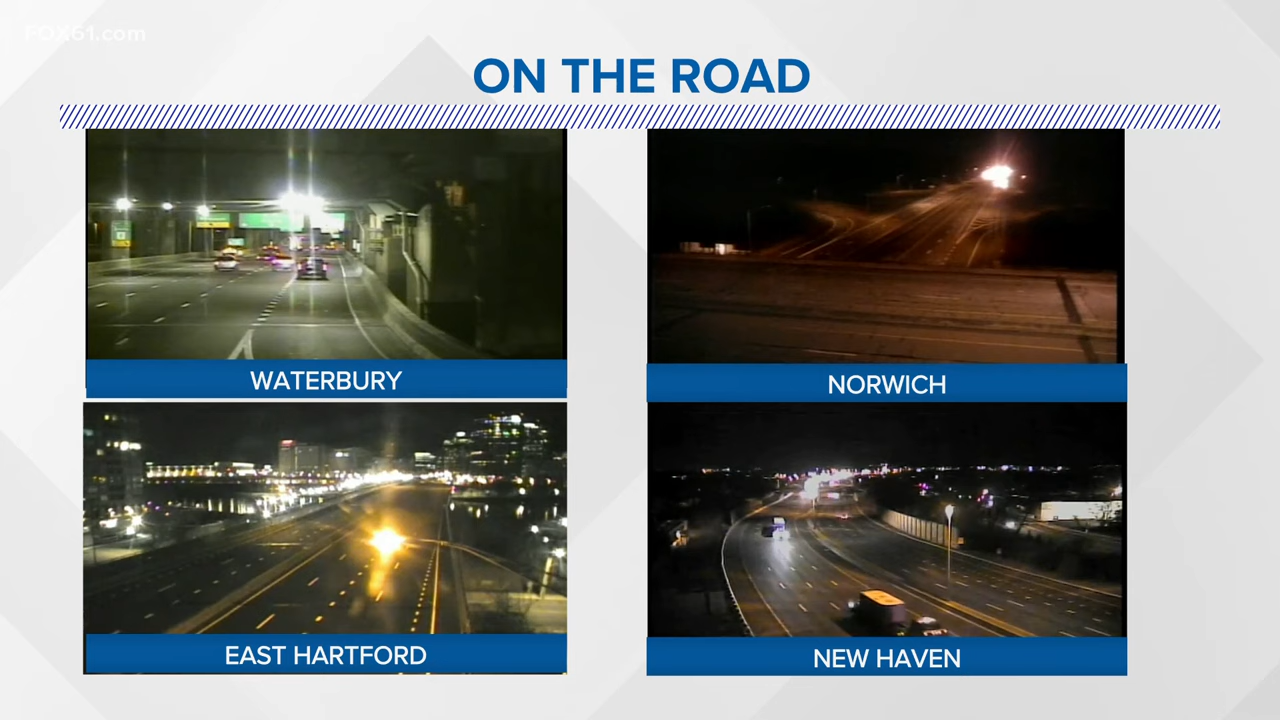 FOX61.com
ON THE ROAD
WATERBURY
NORWICH
EAST HARTFORD
NEW HAVEN